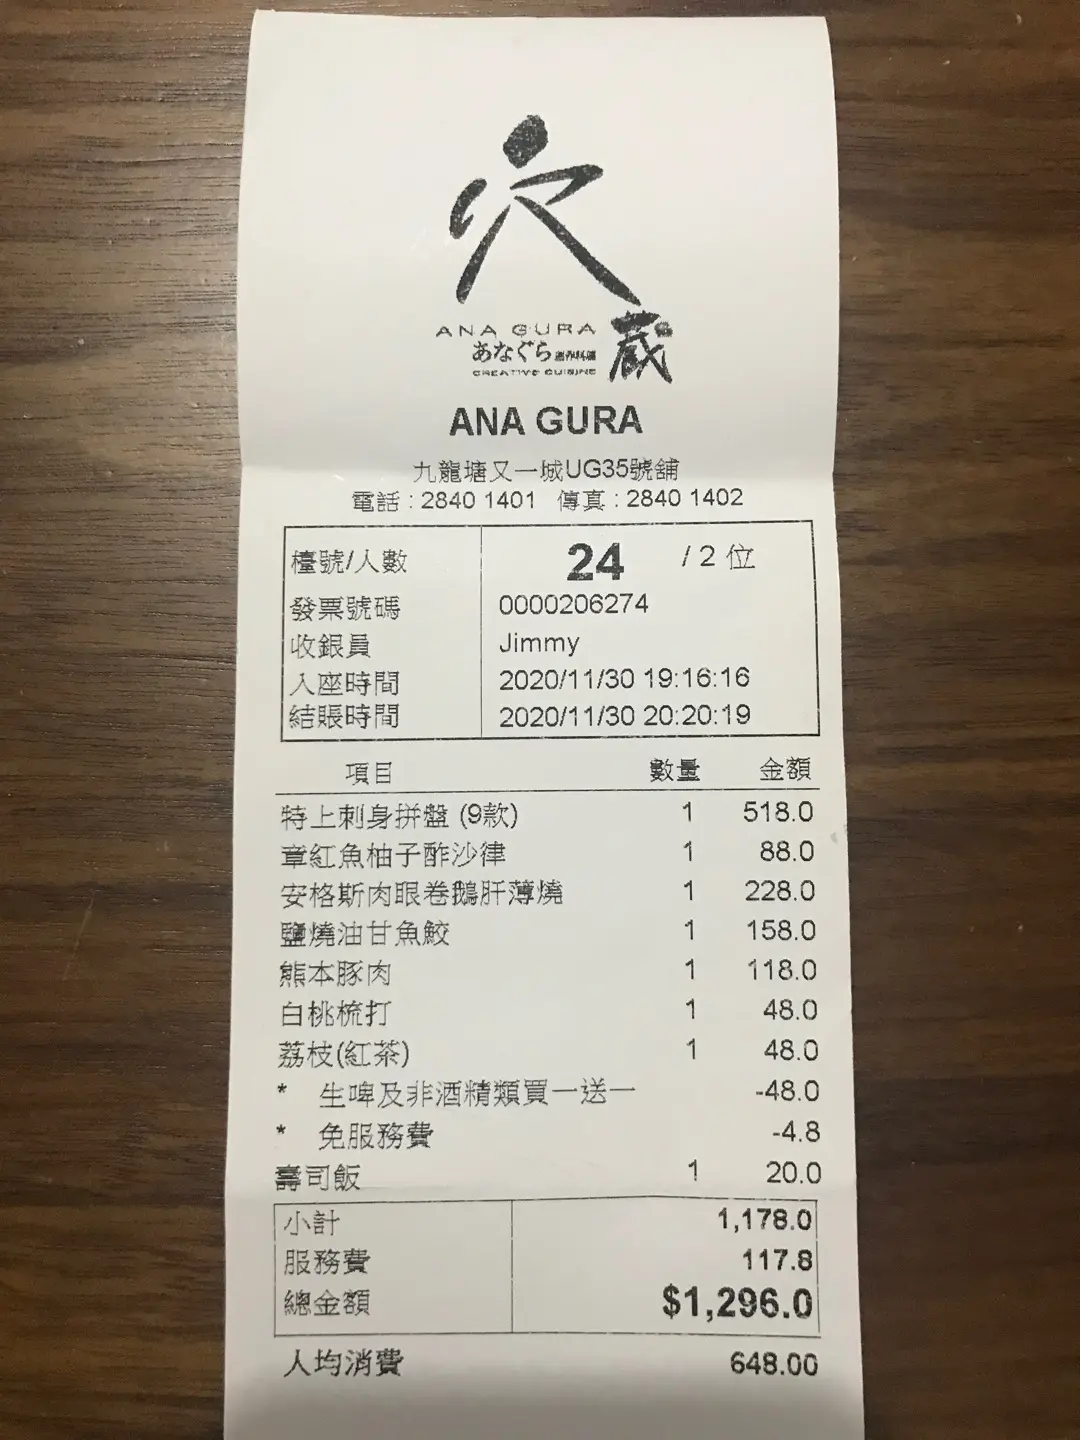 穴
蔵
ANA GURA
あなぐら 創作料理
CREATIVE CUISINE
ANA GURA
九龍塘又一城UG35號舖
電話 : 2840 1401 傳真 : 2840 1402
檯號/人數 24 / 2 位
發票號碼 0000206274
收銀員 Jimmy
入座時間 2020/11/30 19:16:16
結賬時間 2020/11/30 20:20:19
項目 數量 金額
特上刺身拼盤 (9款) 1 518.0
章紅魚柚子酢沙律 1 88.0
安格斯肉眼卷鵝肝薄燒 1 228.0
鹽燒油甘魚鮫 1 158.0
熊本豚肉 1 118.0
白桃梳打 1 48.0
荔枝(紅茶) 1 48.0
* 生啤及非酒精類買一送一 -48.0
* 免服務費 -4.8
壽司飯 1 20.0
小計 1,178.0
服務費 117.8
總金額 $1,296.0
人均消費 648.00